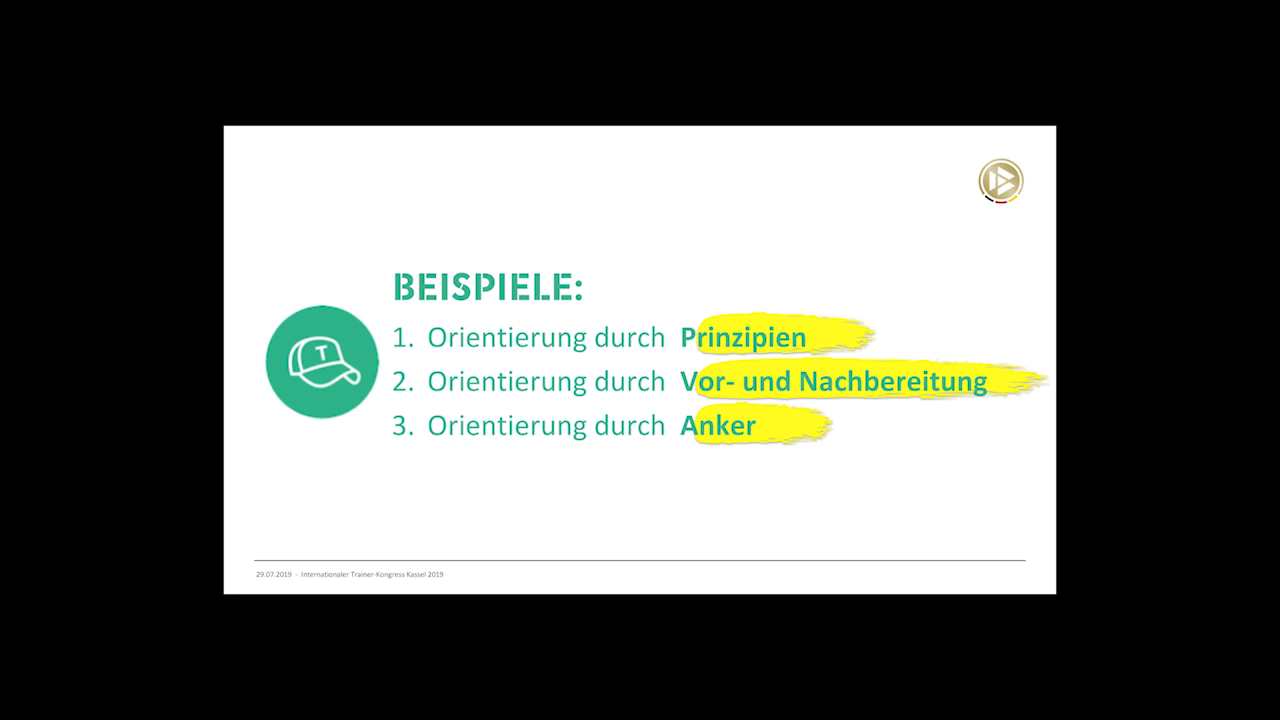 BEISPIELE:
1. Orientierung durch Prinzipien
2. Orientierung durch Vor- und Nachbereitung
3. Orientierung durch Anker
T
29.07.2019 - Internationaler Trainer-Kongress Kassel 2019